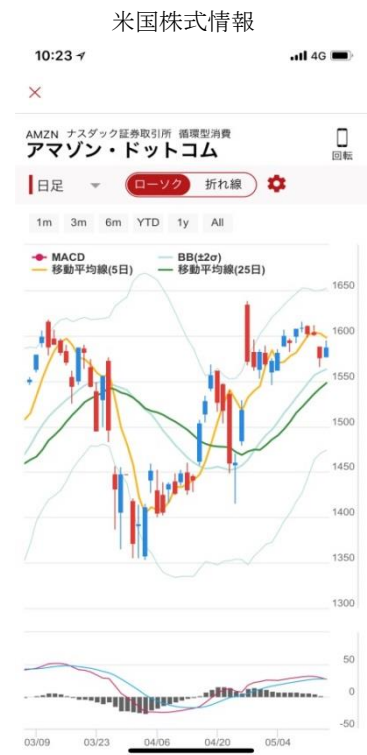 米国株式情報
10:23
4G
×
AMZN ナスダック証券取引所 循環型消費
アマゾン・ドットコム
回転
日足
ローソク
折れ線
1m 3m 6m YTD 1y All
MACD
BB(±2σ)
移動平均線(5日)
移動平均線(25日)
1650
1600
1550
1500
1450
1400
1350
1300
50
0
-50
03/09 03/23 04/06 04/20 05/04